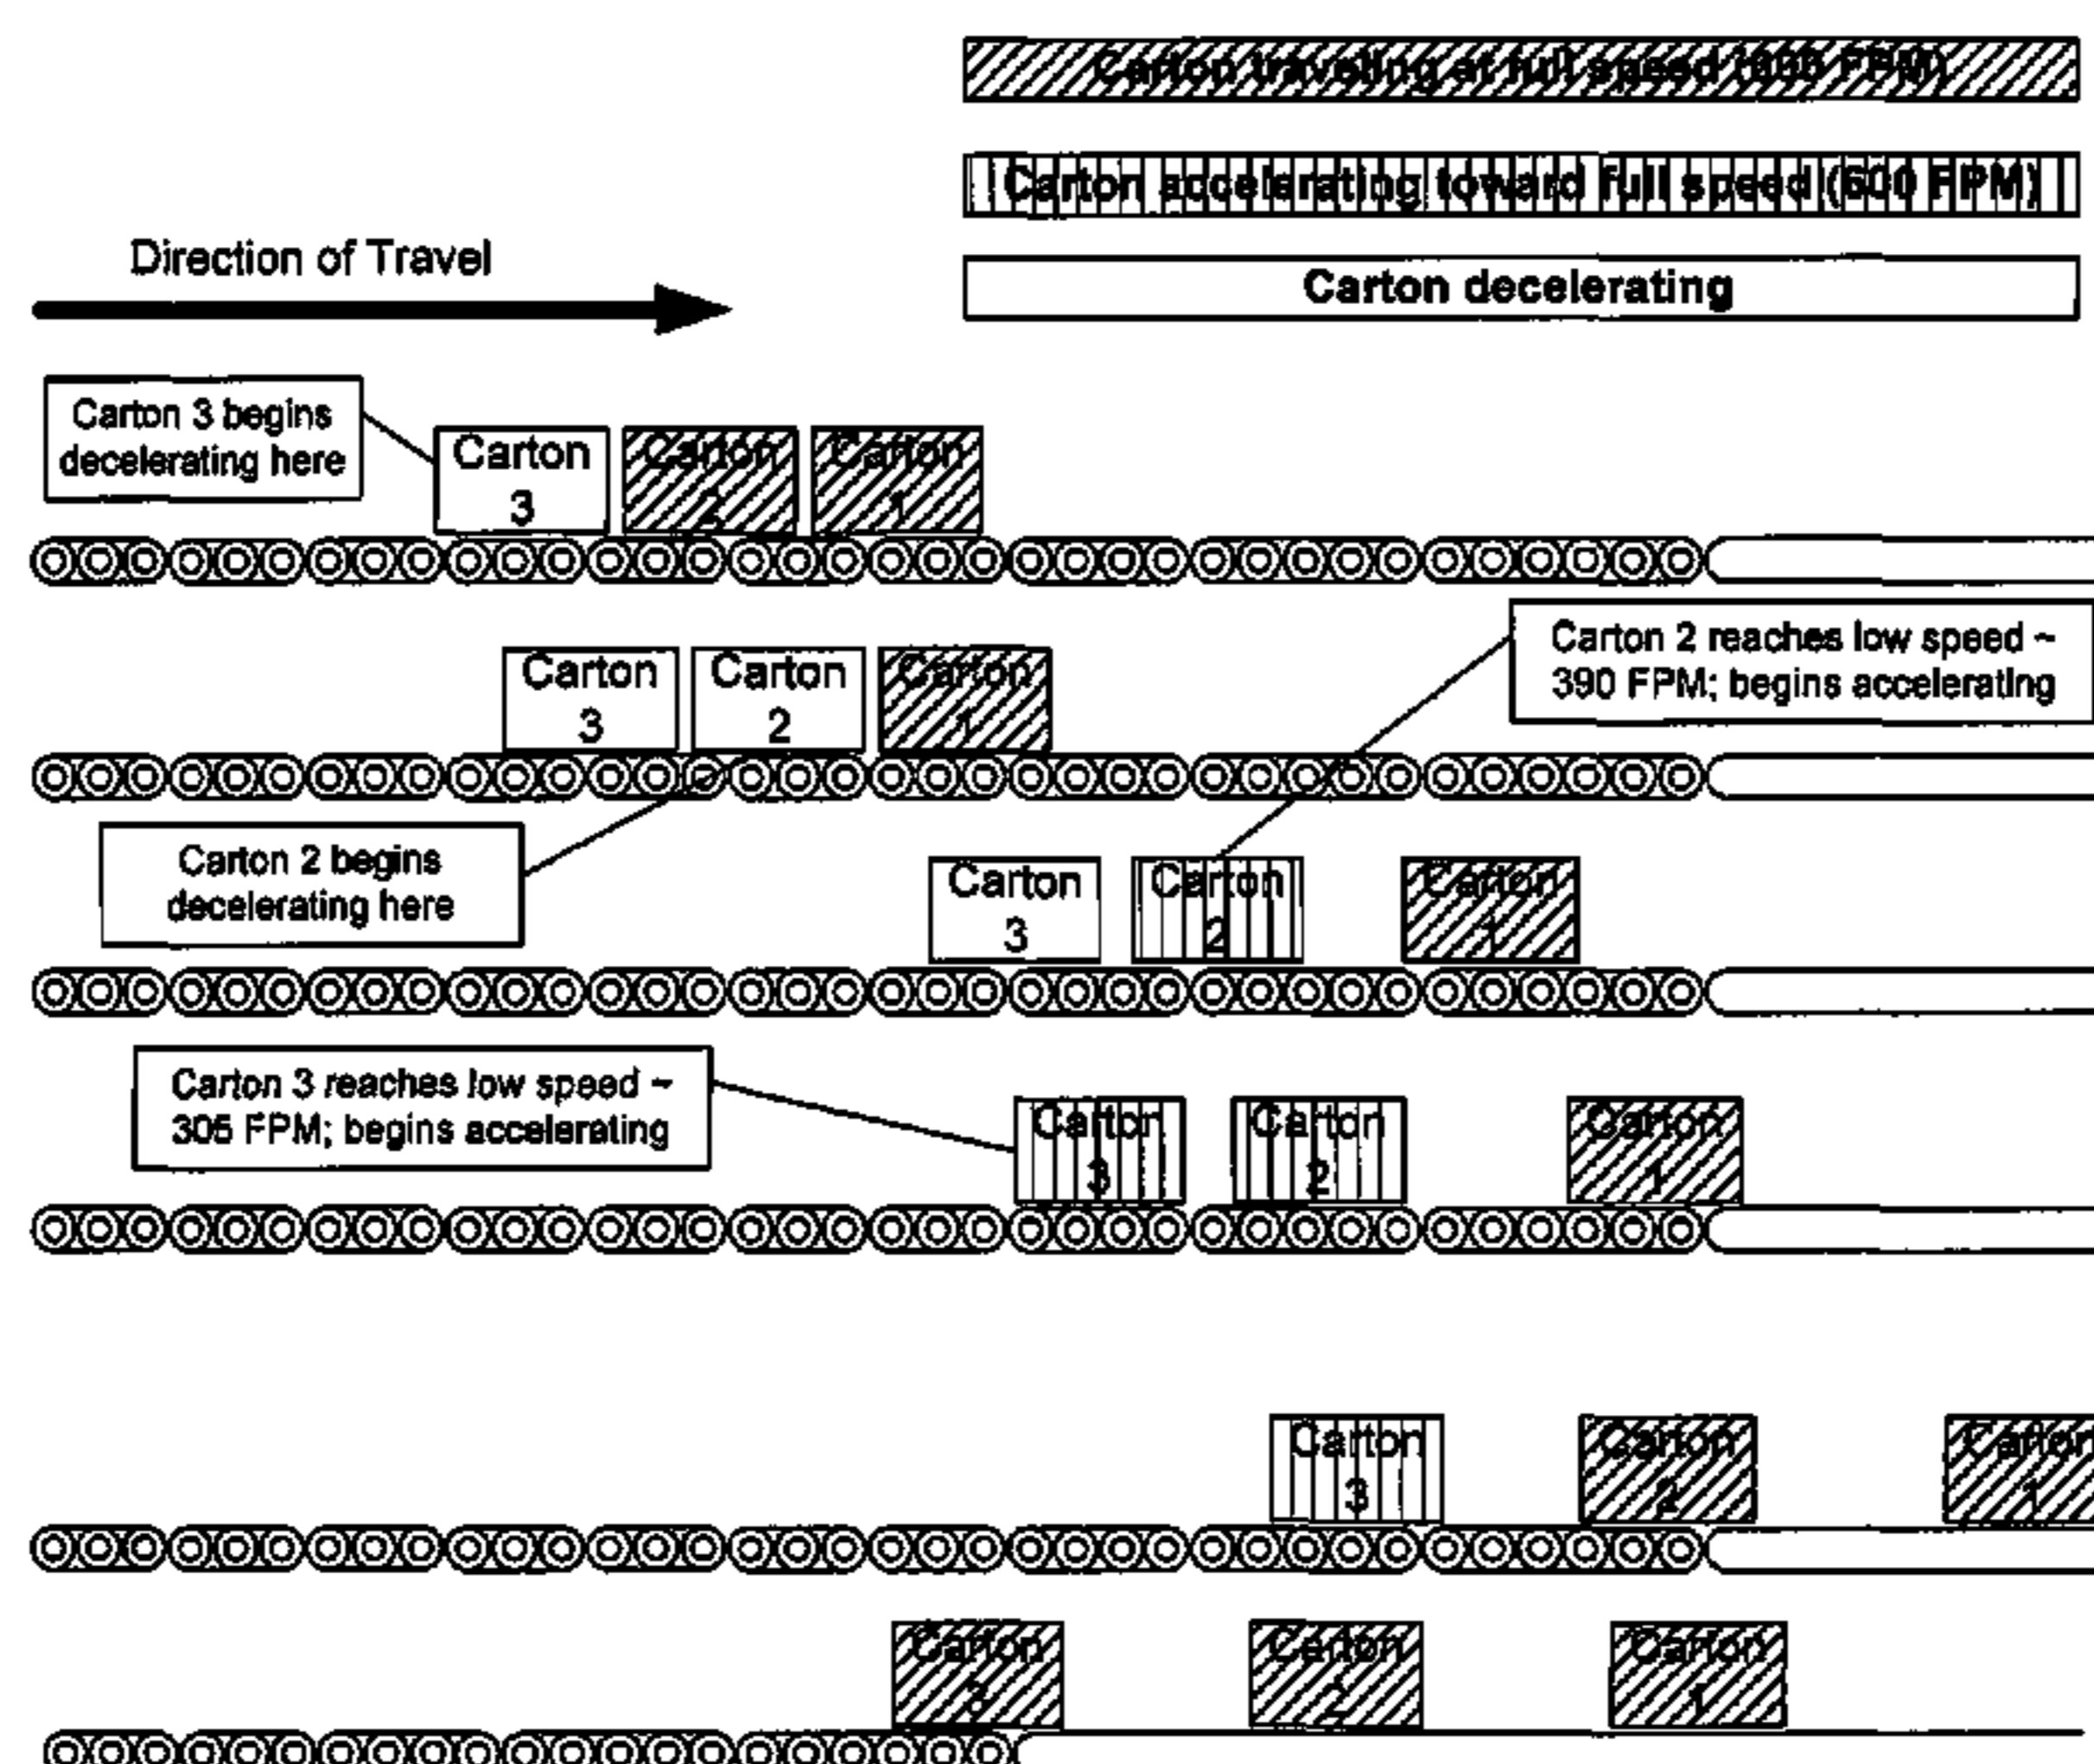 Carton traveling at full speed (600 FPM)
Carton accelerating toward full speed (600 FPM)
Direction of Travel
Carton decelerating
Carton 3 begins
decelerating here
Carton
3
Carton
2
Carton
1
Carton 2 reaches low speed ~
390 FPM; begins accelerating
Carton
3
Carton
2
Carton
1
Carton 2 begins
decelerating here
Carton
3
Carton
2
Carton
1
Carton 3 reaches low speed ~
305 FPM; begins accelerating
Carton
3
Carton
2
Carton
1
Carton
3
Carton
2
Carton
1
Carton
3
Carton
2
Carton
1